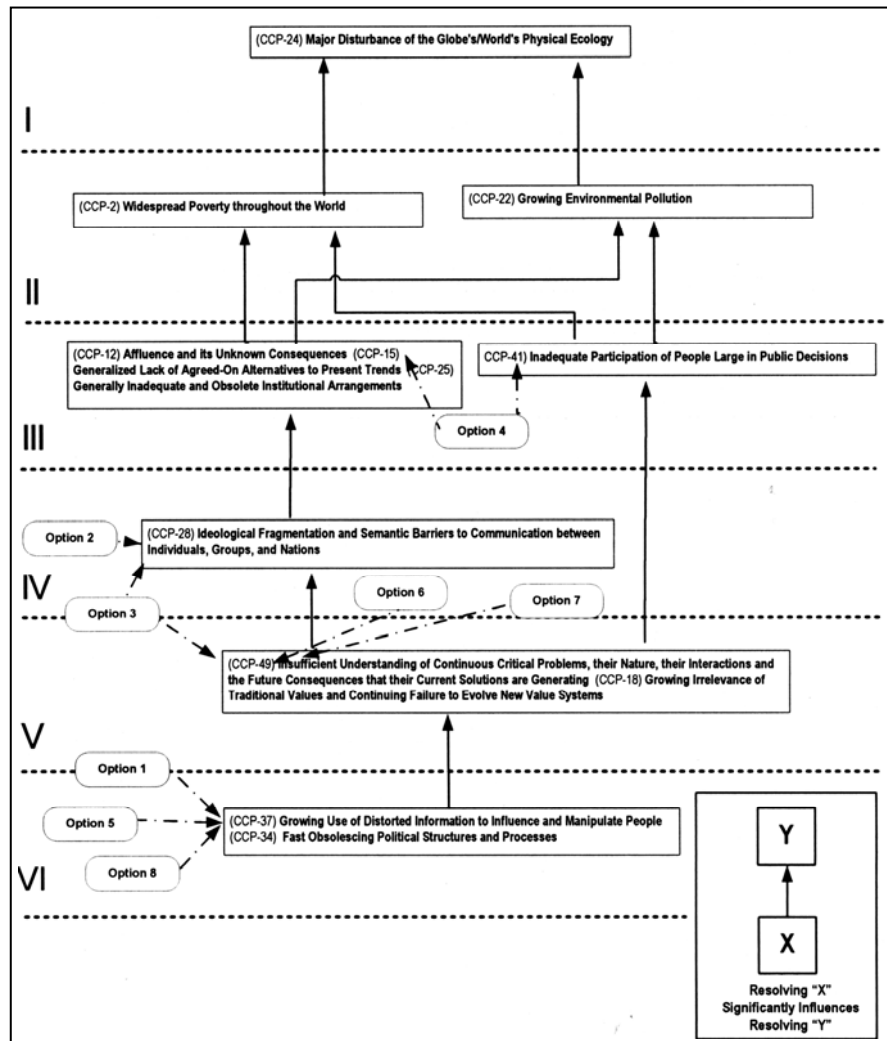 (CCP-24) Major Disturbance of the Globe's/World's Physical Ecology
I
(CCP-2) Widespread Poverty throughout the World
(CCP-22) Growing Environmental Pollution
II
(CCP-12) Affluence and its Unknown Consequences (CCP-15)
Generalized Lack of Agreed-On Alternatives to Present Trends (CCP-25)
Generally Inadequate and Obsolete Institutional Arrangements
CCP-41) Inadequate Participation of People Large in Public Decisions
Option 4
III
(CCP-28) Ideological Fragmentation and Semantic Barriers to Communication between
Individuals, Groups, and Nations
Option 2
IV
Option 3
Option 6
Option 7
(CCP-49) Insufficient Understanding of Continuous Critical Problems, their Nature, their Interactions and
the Future Consequences that their Current Solutions are Generating (CCP-18) Growing Irrelevance of
Traditional Values and Continuing Failure to Evolve New Value Systems
V
Option 1
(CCP-37) Growing Use of Distorted Information to Influence and Manipulate People
(CCP-34) Fast Obsolescing Political Structures and Processes
Option 5
Option 8
VI
Y
X
Resolving "X"
Significantly Influences
Resolving "Y"